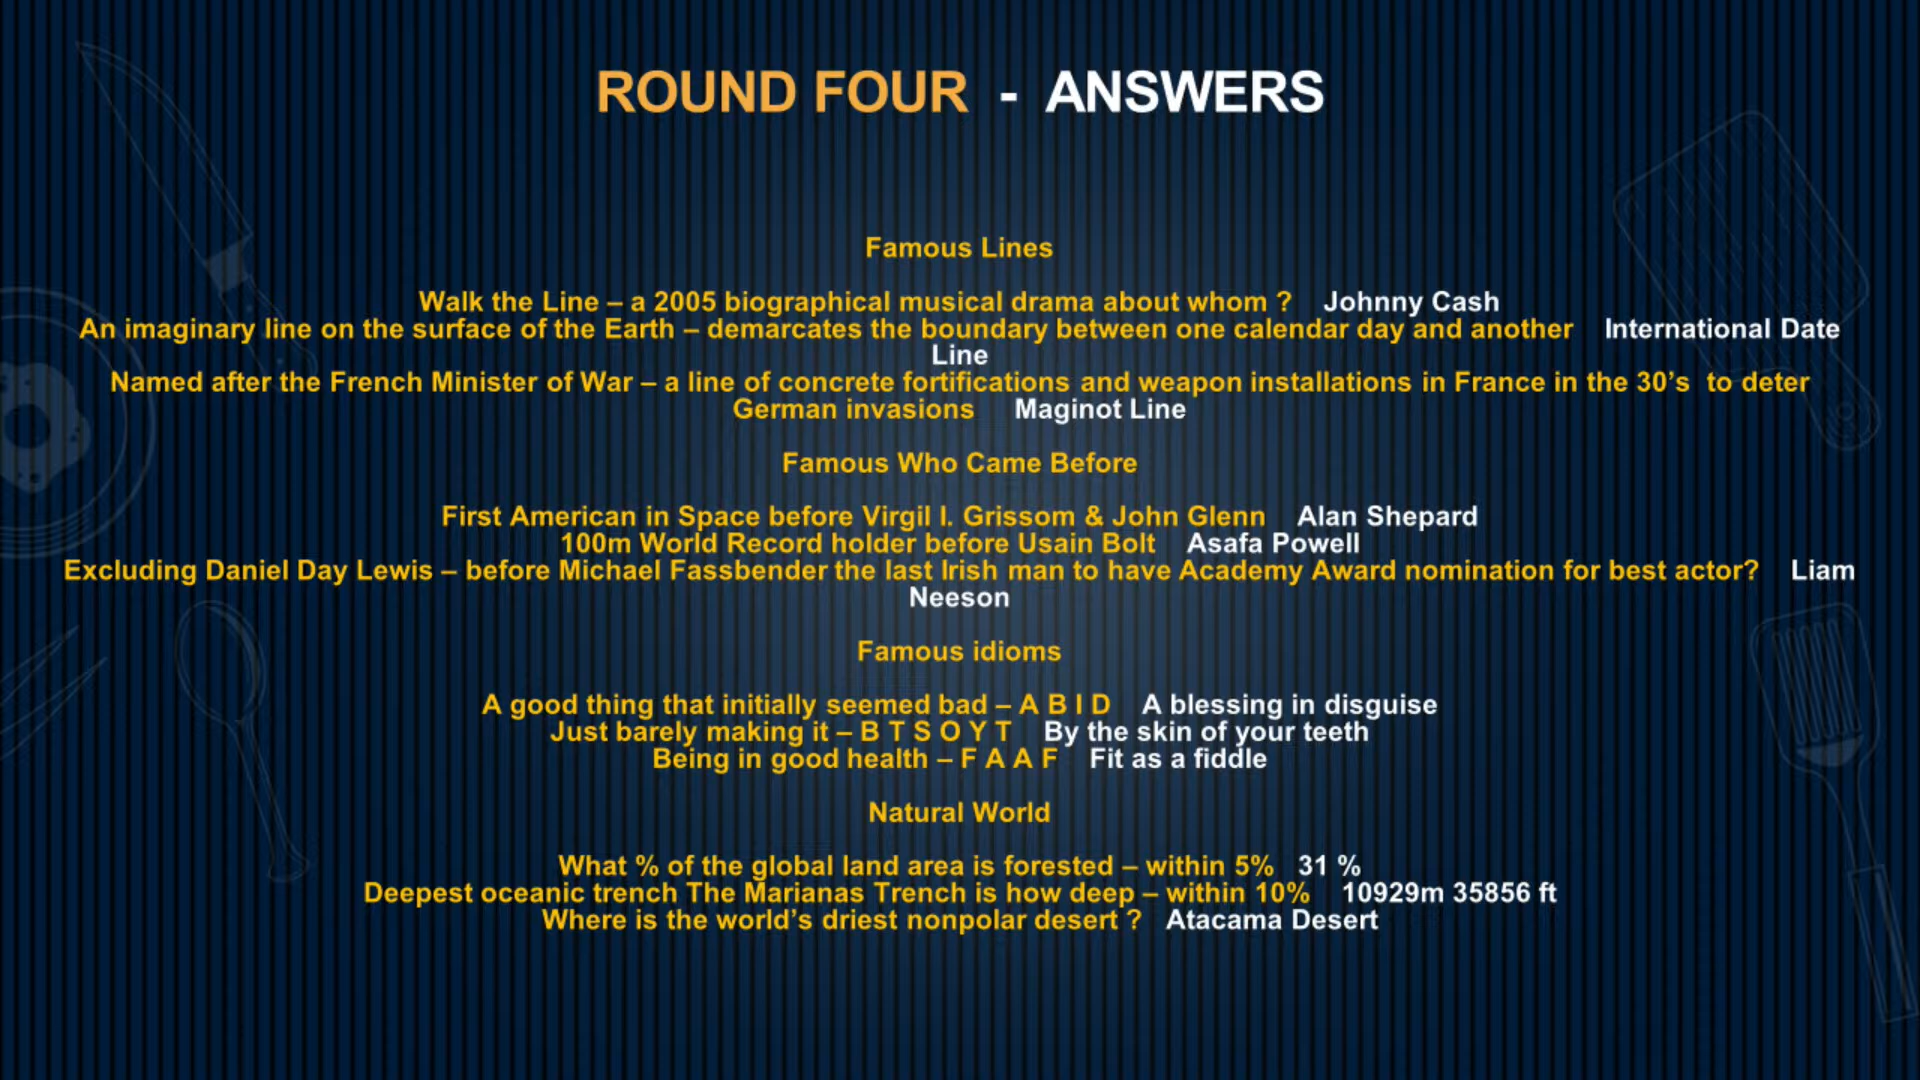 ROUND FOUR - ANSWERS
Famous Lines
Walk the Line – a 2005 biographical musical drama about whom ? Johnny Cash
An imaginary line on the surface of the Earth – demarcates the boundary between one calendar day and another International Date
Line
Named after the French Minister of War – a line of concrete fortifications and weapon installations in France in the 30’s to deter
German invasions Maginot Line
Famous Who Came Before
First American in Space before Virgil I. Grissom & John Glenn Alan Shepard
100m World Record holder before Usain Bolt Asafa Powell
Excluding Daniel Day Lewis – before Michael Fassbender the last Irish man to have Academy Award nomination for best actor? Liam
Neeson
Famous idioms
A good thing that initially seemed bad – A B I D A blessing in disguise
Just barely making it – B T S O Y T By the skin of your teeth
Being in good health – F A A F Fit as a fiddle
Natural World
What % of the global land area is forested – within 5% 31 %
Deepest oceanic trench The Marianas Trench is how deep – within 10% 10929m 35856 ft
Where is the world’s driest nonpolar desert ? Atacama Desert